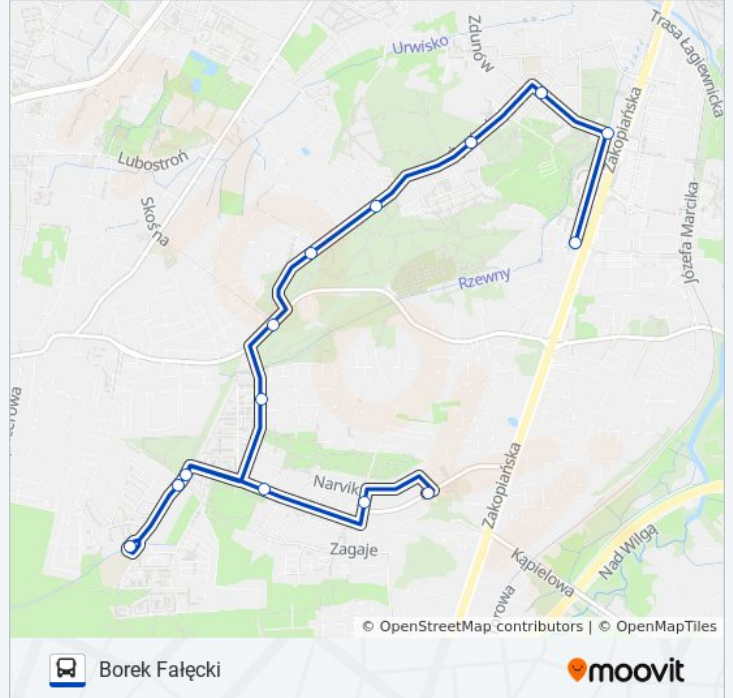 Urwisko
Zdunów
Trasa Łagiewnicka
Zakopiańska
Lubostroń
Skośna
Józefa Marcika
Rzewny
Narvik
Zakopiańska
Zagaje
Kąpielowa
Nad Wilgą
© OpenStreetMap contributors | © OpenMapTiles
Borek Fałęcki
moovit